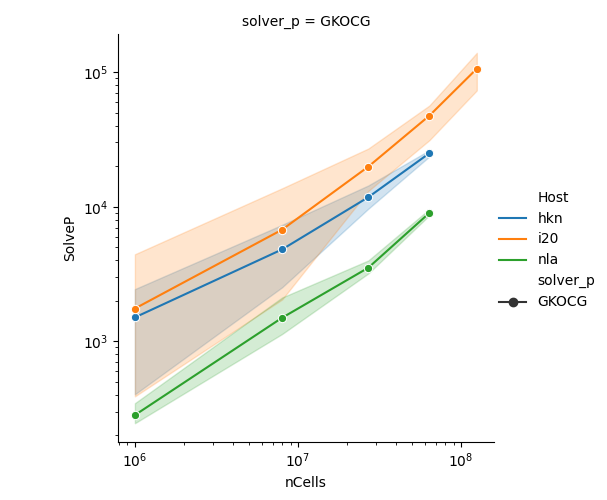 solver_p = GKOCG
SolveP
10^5
10^4
10^3
10^6
10^7
10^8
nCells
Host
hkn
i20
nla
solver_p
GKOCG